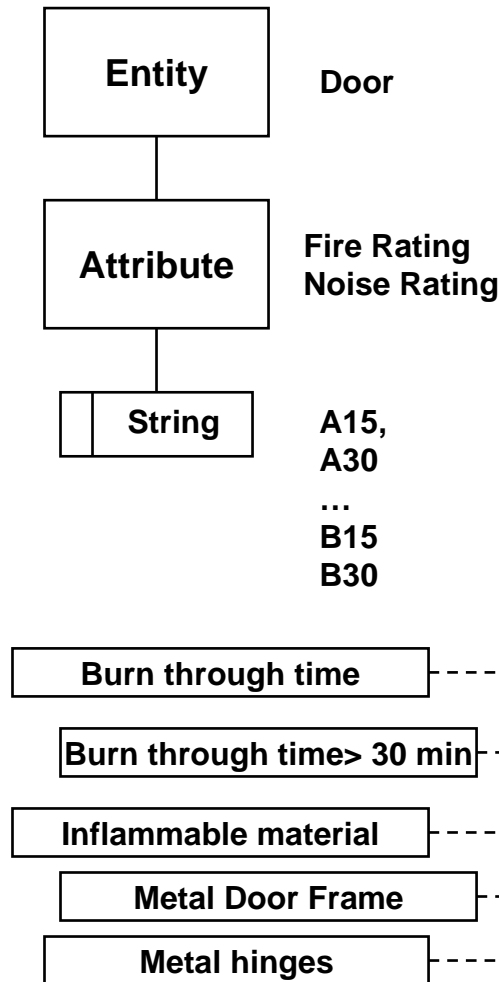 Entity
Door
Attribute
Fire Rating
Noise Rating
String
A15,
A30
...
B15
B30
Burn through time
Burn through time> 30 min
Inflammable material
Metal Door Frame
Metal hinges